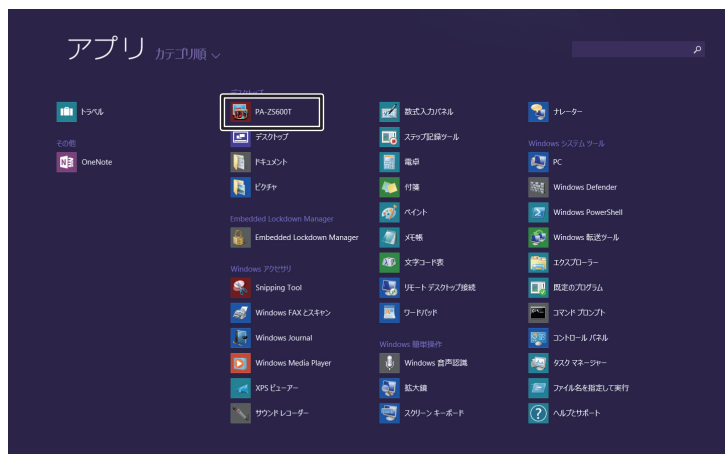 アプリ カテゴリ順
トラベル
その他
OneNote
デスクトップ
PA-ZS600T
デスクトップ
ドキュメント
ピクチャ
Embedded Lockdown Manager
Embedded Lockdown Manager
Windows アクセサリ
Snipping Tool
Windows FAX とスキャン
Windows Journal
Windows Media Player
XPS ビューアー
サウンド レコーダー
数式入力パネル
ステップ記録ツール
電卓
付箋
ペイント
メモ帳
文字コード表
リモート デスクトップ接続
ワードパッド
Windows 簡単操作
Windows 音声認識
拡大鏡
スクリーン キーボード
ナレーター
Windows システム ツール
PC
Windows Defender
Windows PowerShell
Windows 転送ツール
エクスプローラー
既定のプログラム
コマンド プロンプト
コントロール パネル
タスク マネージャー
ファイル名を指定して実行
ヘルプとサポート